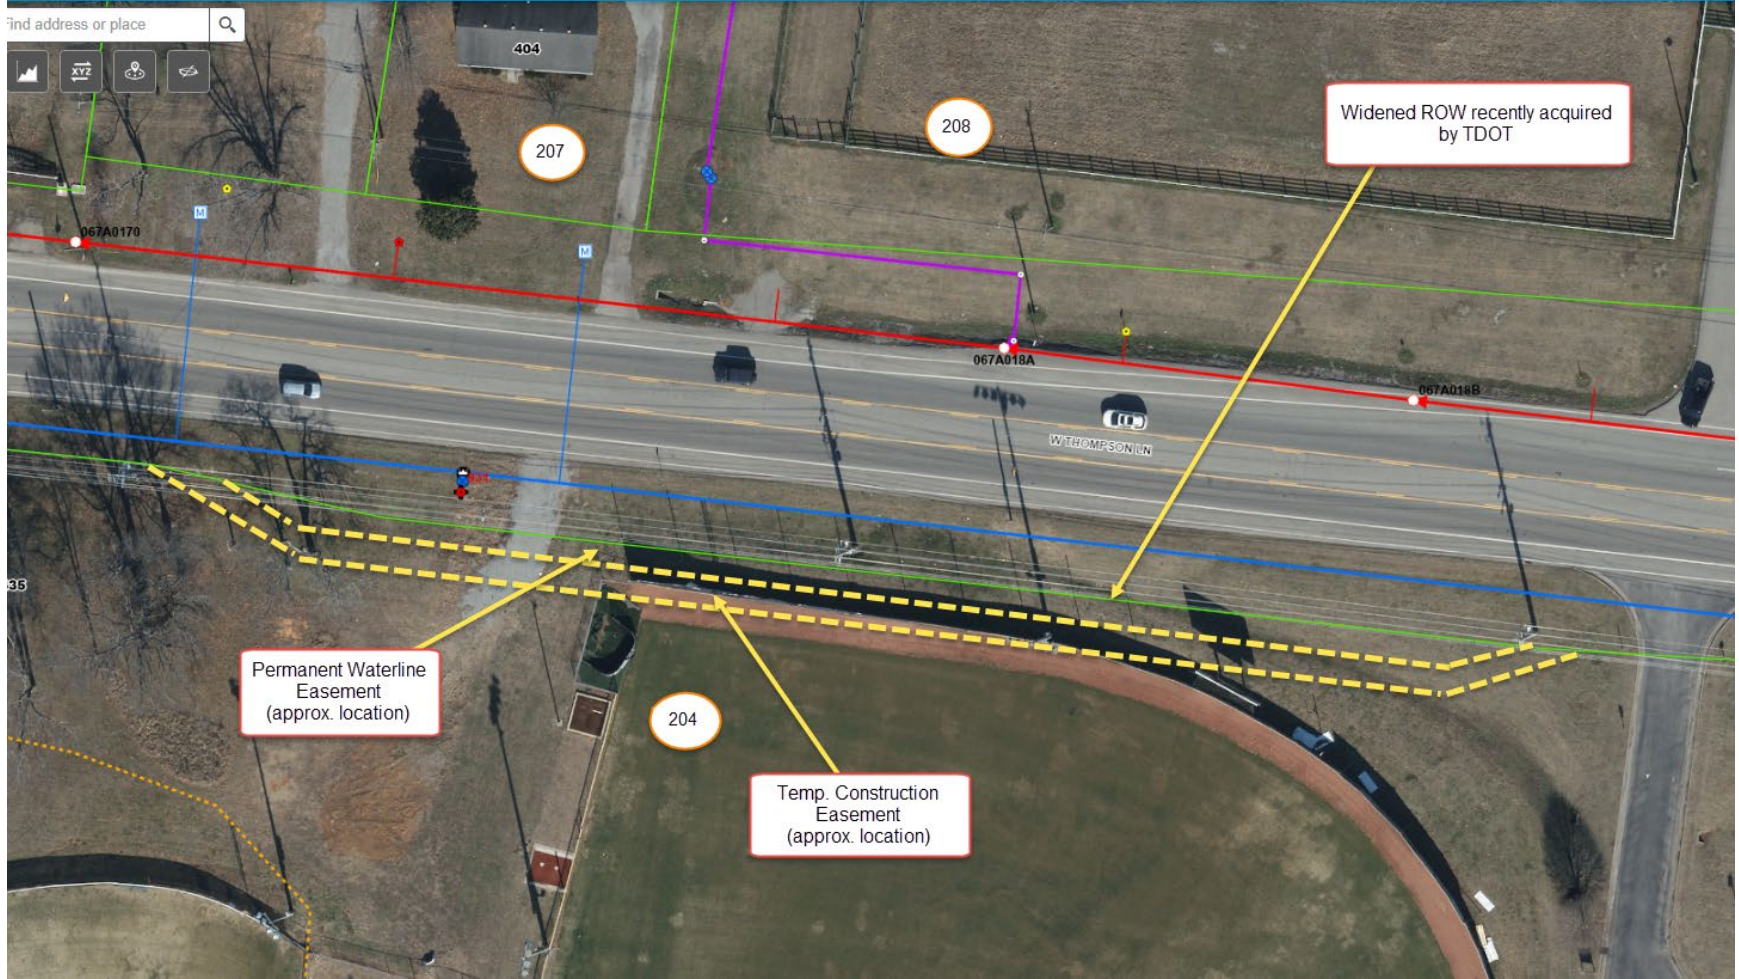 Find address or place
XYZ
404
207
208
Widened ROW recently acquired
by TDOT
M
067A0170
M
067A018A
067A018B
W THOMPSON LN
35
Permanent Waterline
Easement
(approx. location)
204
Temp. Construction
Easement
(approx. location)